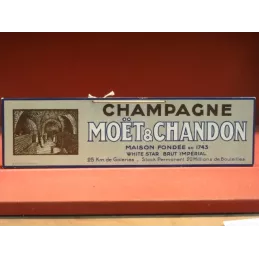 CHAMPAGNE
MOËT & CHANDON
MAISON FONDÉE EN 1743
WHITE STAR BRUT IMPÉRIAL
28 Km de Galeries . Stock Permanent 20 Millions de Bouteilles